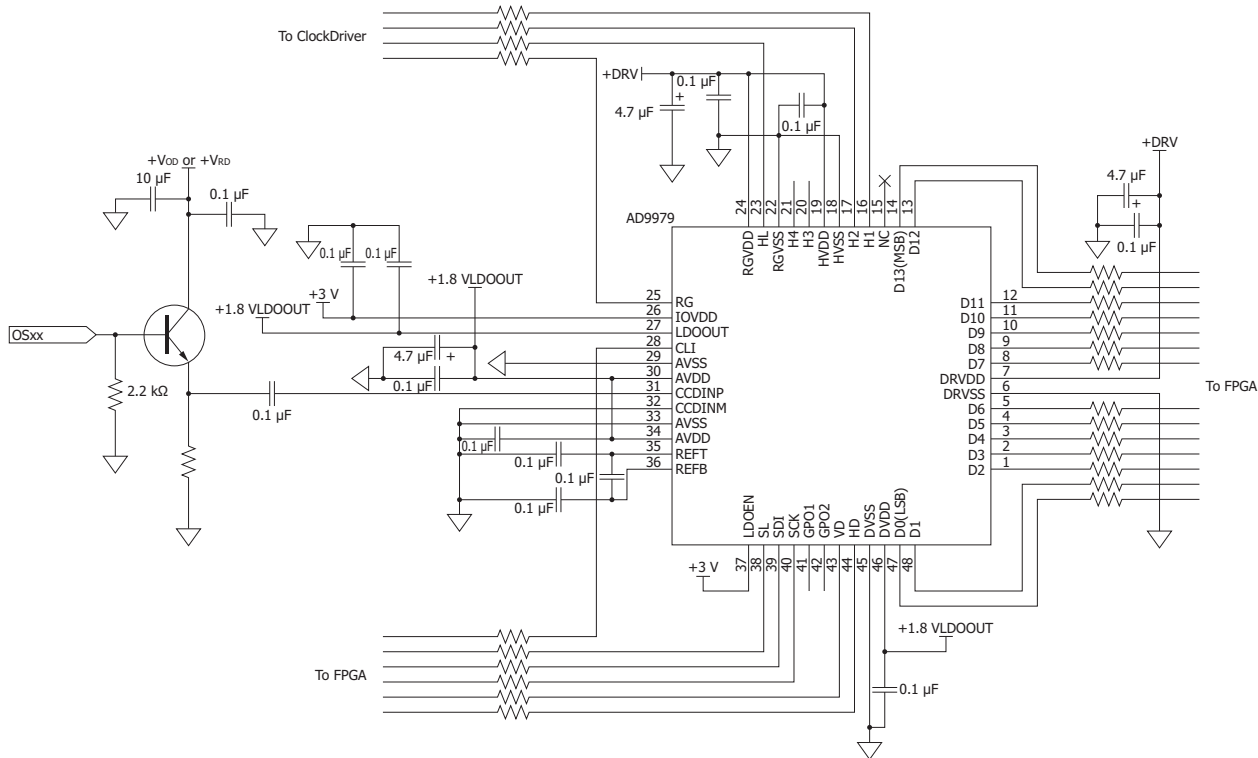 To ClockDriver
+DRV
0.1 µF
4.7 µF
+
0.1 µF
+DRV
4.7 µF
+
0.1 µF
+VOD or +VRD
10 µF
0.1 µF
OSxx
2.2 kΩ
0.1 µF
0.1 µF
0.1 µF
+3 V
+1.8 VLDOOUT
+1.8 VLDOOUT
4.7 µF
+
0.1 µF
0.1 µF
0.1 µF
0.1 µF
0.1 µF
AD9979
24 RGVDD
23 HL
22 RGVSS
21 H4
20 H3
19 HVDD
18 HVSS
17 H2
16 H1
15 NC
14 D13(MSB)
13 D12
25 RG
26 IOVDD
27 LDOOUT
28 CLI
29 AVSS
30 AVDD
31 CCDINP
32 CCDINM
33 AVSS
34 AVDD
35 REFT
36 REFB
D11 12
D10 11
D9 10
D8 9
D7 8
DRVDD 7
DRVSS 6
D6 5
D5 4
D4 3
D3 2
D2 1
To FPGA
LDOEN 37
SL 38
SDI 39
SCK 40
GPO1 41
GPO2 42
VD 43
HD 44
DVSS 45
DVDD 46
D0(LSB) 47
D1 48
+3 V
+1.8 VLDOOUT
0.1 µF
To FPGA